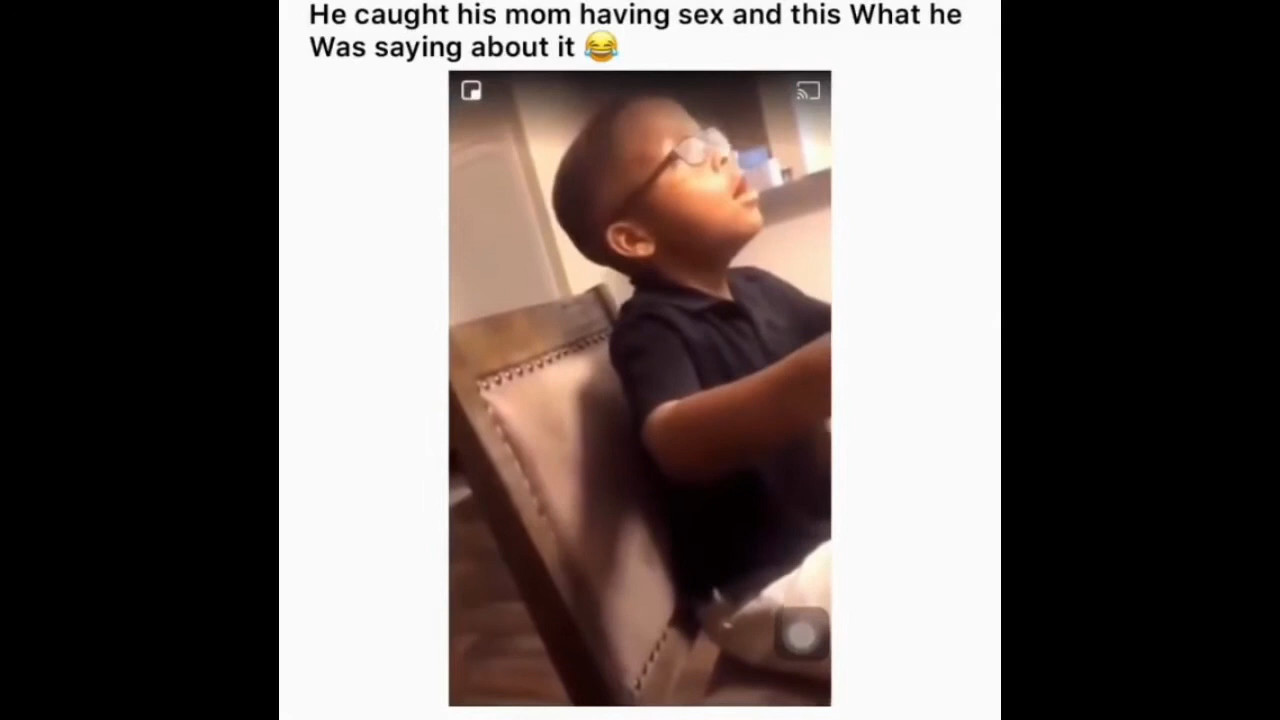 He caught his mom having sex and this What he
Was saying about it 😂